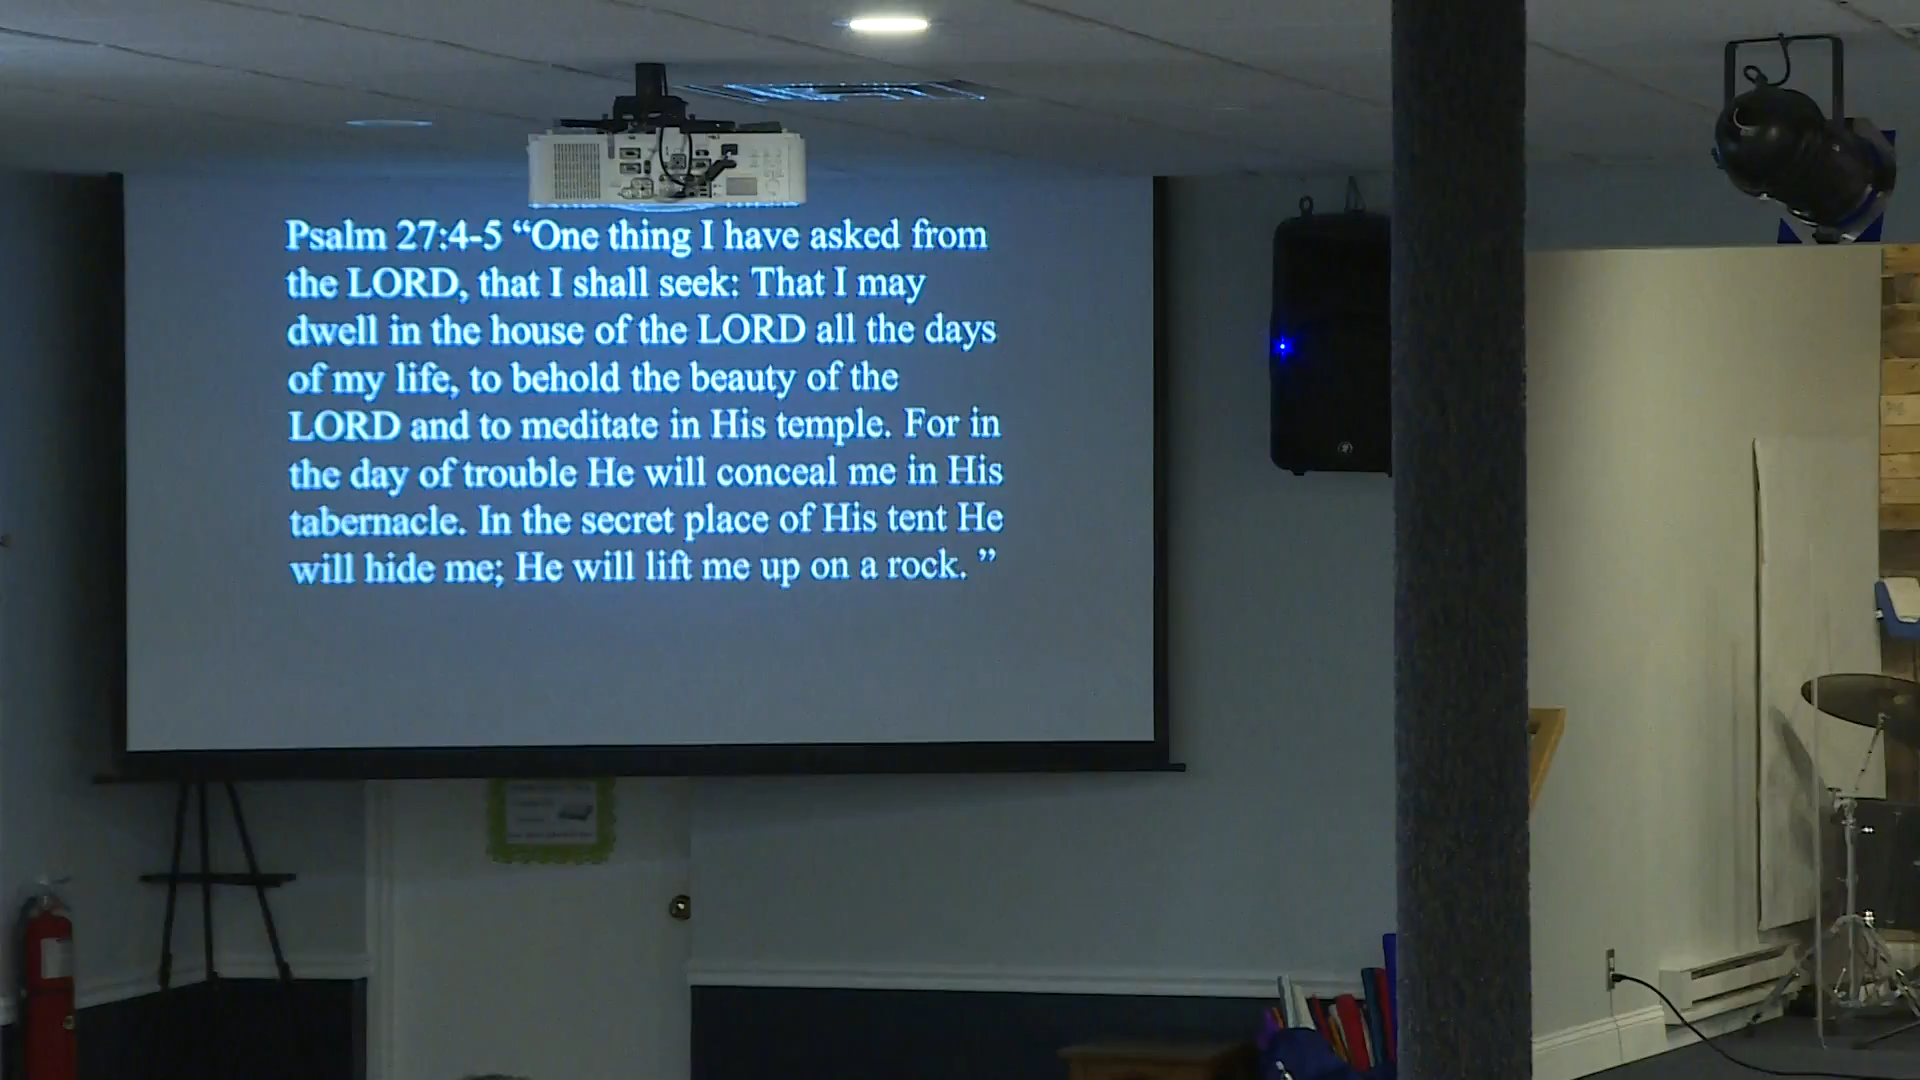 Psalm 27:4-5 “One thing I have asked from
the LORD, that I shall seek: That I may
dwell in the house of the LORD all the days
of my life, to behold the beauty of the
LORD and to meditate in His temple. For in
the day of trouble He will conceal me in His
tabernacle. In the secret place of His tent He
will hide me; He will lift me up on a rock. ”